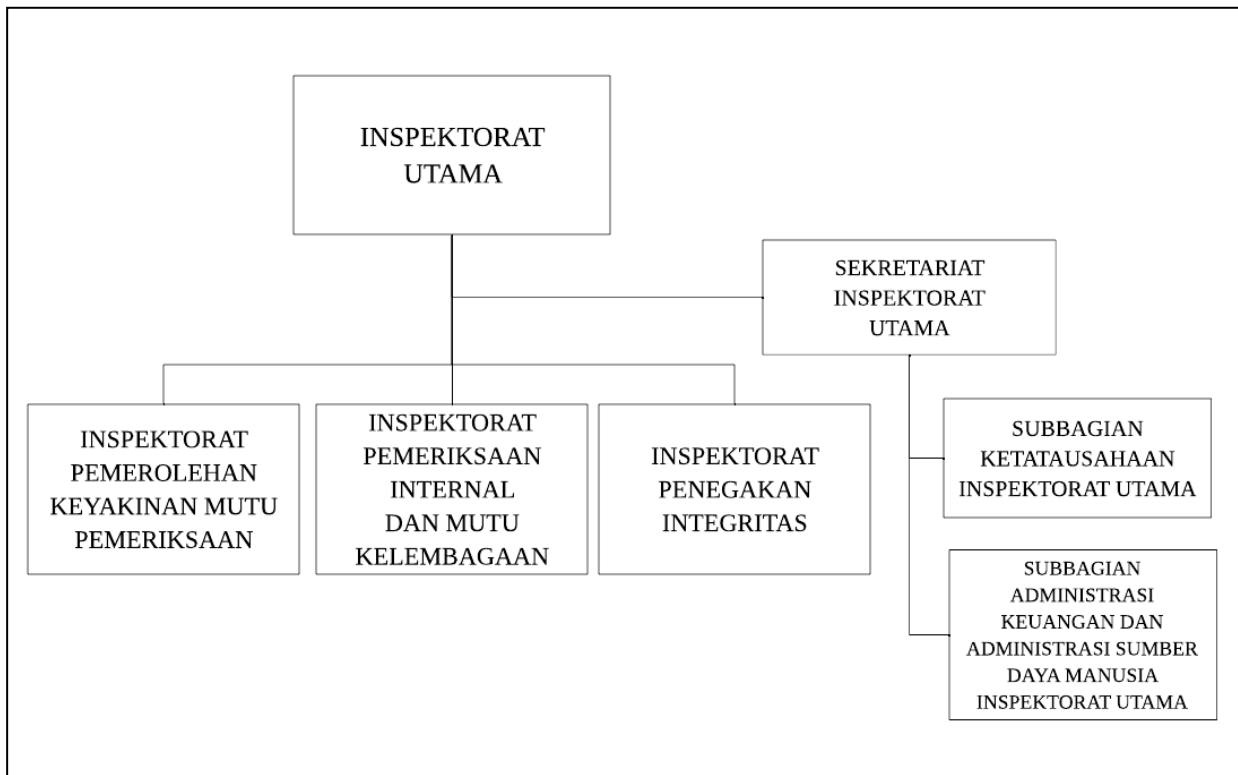 INSPEKTORAT
UTAMA
SEKRETARIAT
INSPEKTORAT
UTAMA
INSPEKTORAT
PEMEROLEHAN
KEYAKINAN MUTU
PEMERIKSAAN
INSPEKTORAT
PEMERIKSAAN
INTERNAL
DAN MUTU
KELEMBAGAAN
INSPEKTORAT
PENEGAKAN
INTEGRITAS
SUBBAGIAN
KETATAUSAHAAN
INSPEKTORAT UTAMA
SUBBAGIAN
ADMINISTRASI
KEUANGAN DAN
ADMINISTRASI SUMBER
DAYA MANUSIA
INSPEKTORAT UTAMA